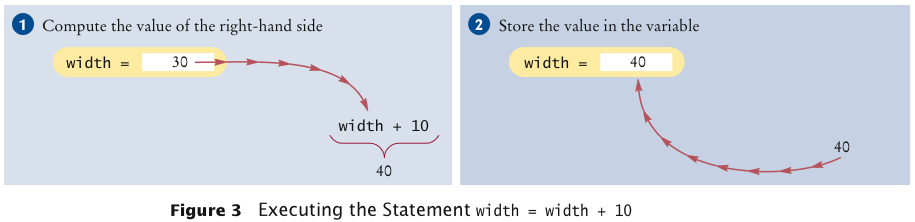 1 Compute the value of the right-hand side
width = 30
width + 10
40
2 Store the value in the variable
width = 40
40
Figure 3 Executing the Statement width = width + 10